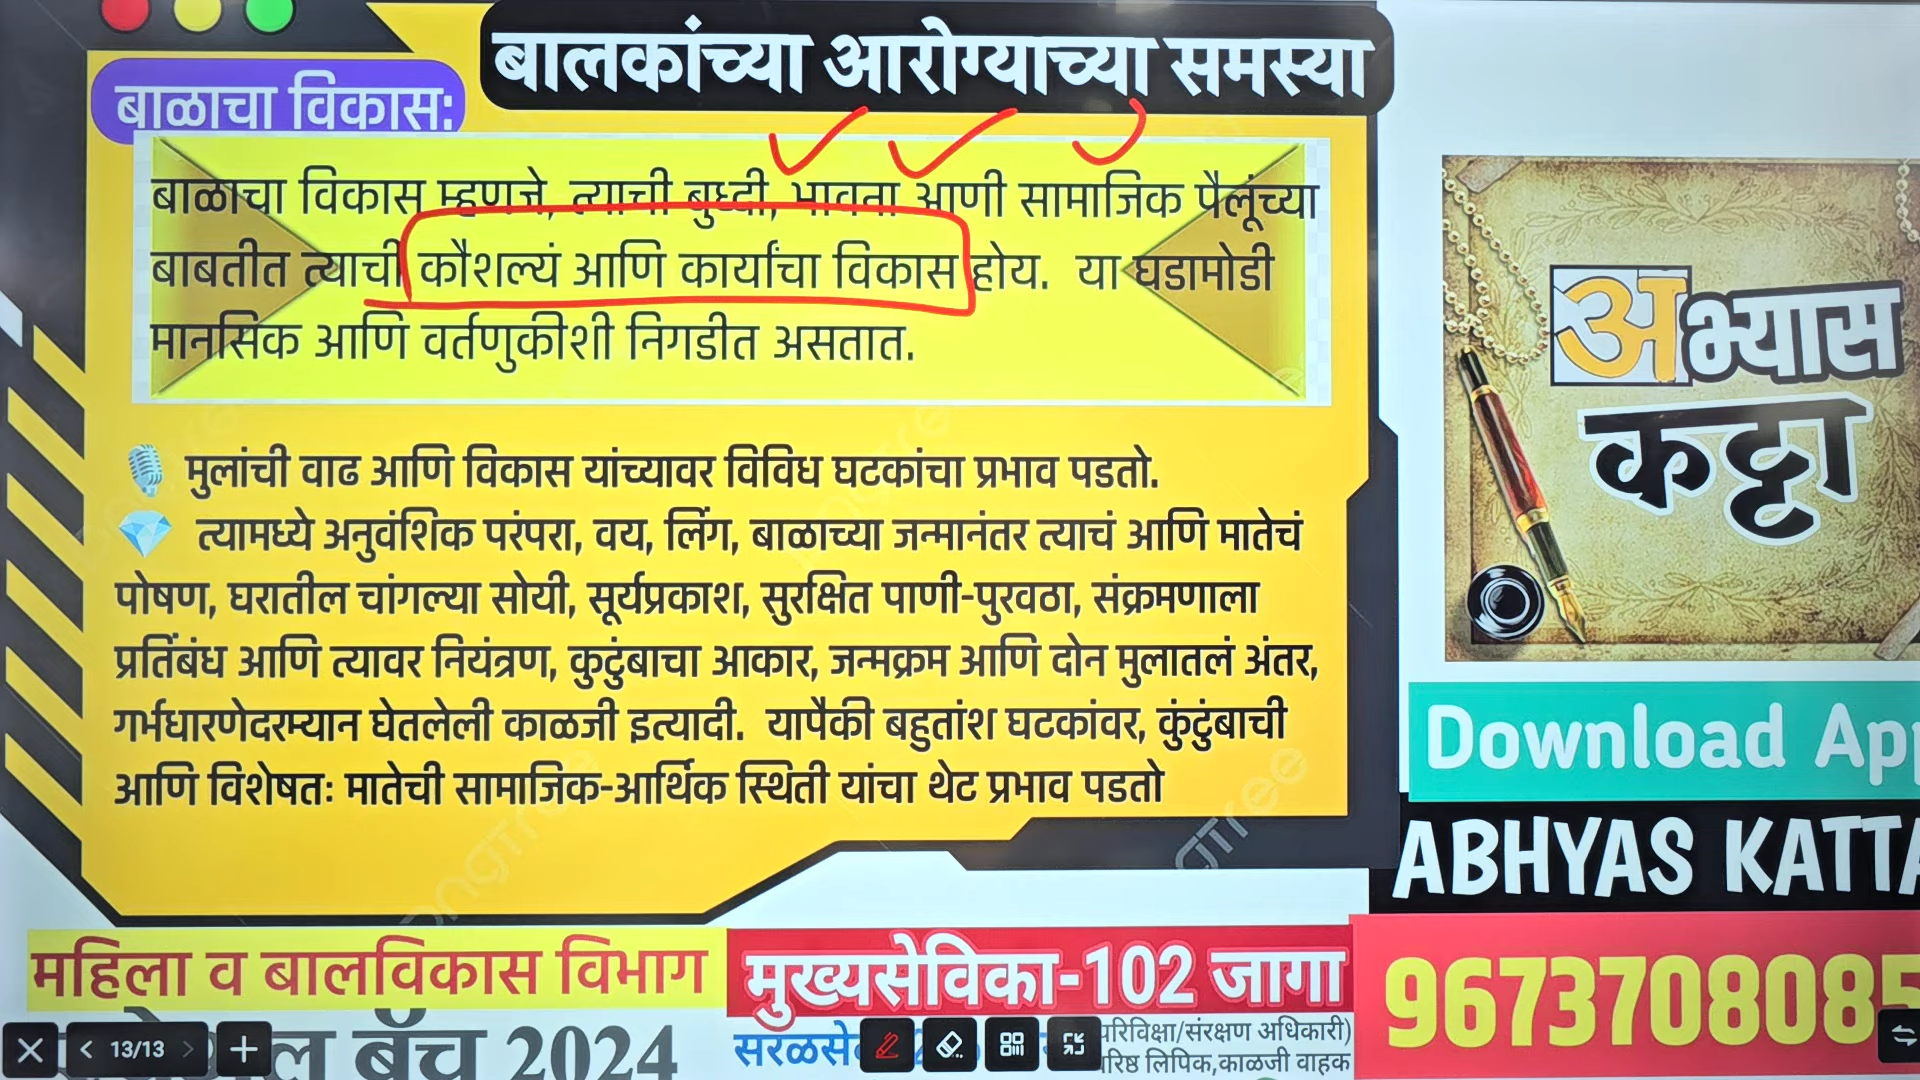 बालकांच्या आरोग्याच्या समस्या
बाळाचा विकास:
बाळाचा विकास म्हणजे, त्याची बुध्दी, भावना आणी सामाजिक पैलूंच्या
बाबतीत त्याची कौशल्यं आणि कार्यांचा विकास होय. या घडामोडी
मानसिक आणि वर्तणुकीशी निगडीत असतात.
मुलांची वाढ आणि विकास यांच्यावर विविध घटकांचा प्रभाव पडतो.
त्यामध्ये अनुवंशिक परंपरा, वय, लिंग, बाळाच्या जन्मानंतर त्याचं आणि मातेचं
पोषण, घरातील चांगल्या सोयी, सूर्यप्रकाश, सुरक्षित पाणी-पुरवठा, संक्रमणाला
प्रतिंबंध आणि त्यावर नियंत्रण, कुटुंबाचा आकार, जन्मक्रम आणि दोन मुलातलं अंतर,
गर्भधारणेदरम्यान घेतलेली काळजी इत्यादी. यापैकी बहुतांश घटकांवर, कुंटुंबाची
आणि विशेषतः मातेची सामाजिक-आर्थिक स्थिती यांचा थेट प्रभाव पडतो
अभ्यास
कट्टा
Download App
ABHYAS KATTA
9673708085
महिला व बालविकास विभाग
मुख्यसेविका-102 जागा
बॅच 2024
सरळसे
परिविक्षा/संरक्षण अधिकारी)
लिपिक,काळजी वाहक
13/13